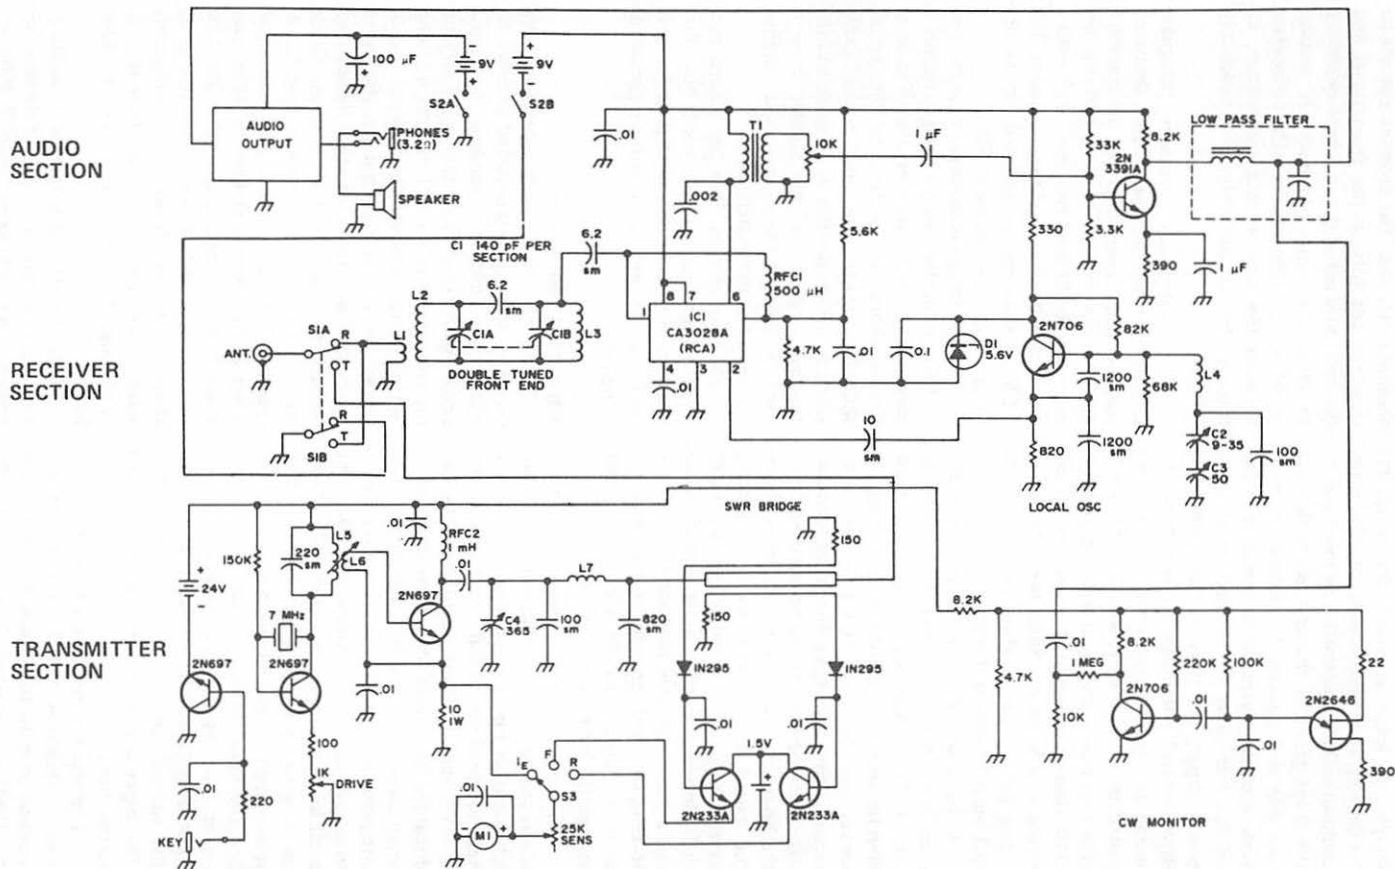 AUDIO
SECTION
AUDIO
OUTPUT
100 µF
9V
S2A
9V
S2B
PHONES
(3.2Ω)
SPEAKER
.01
T1
10K
.002
5.6K
1 µF
330
33K
8.2K
2N
3391A
3.3K
390
1 µF
LOW PASS FILTER
RECEIVER
SECTION
ANT.
S1A
R
T
R
T
S1B
L1
L2
C1 140 pF PER
SECTION
6.2
sm
C1A
C1B
L3
DOUBLE TUNED
FRONT END
6.2
sm
1
8
7
6
IC1
CA3028A
(RCA)
4
3
2
.01
RFC1
500 µH
4.7K
.01
0.1
D1
5.6V
10
sm
2N706
82K
1200
sm
1200
sm
68K
820
L4
C2
9-35
C3
50
100
sm
LOCAL OSC
TRANSMITTER
SECTION
24V
150K
220
sm
L5
L6
7 MHz
2N697
2N697
100
1K
DRIVE
.01
220
KEY
.01
.01
RFC2
1 mH
.01
2N697
10
1W
C4
365
100
sm
L7
820
sm
SWR BRIDGE
150
150
IN295
IN295
.01
.01
1.5V
2N233A
2N233A
IE
F
R
S3
25K
SENS
.01
M1
8.2K
4.7K
.01
1 MEG
10K
8.2K
2N706
220K
100K
.01
.01
2N2646
22
390
CW MONITOR